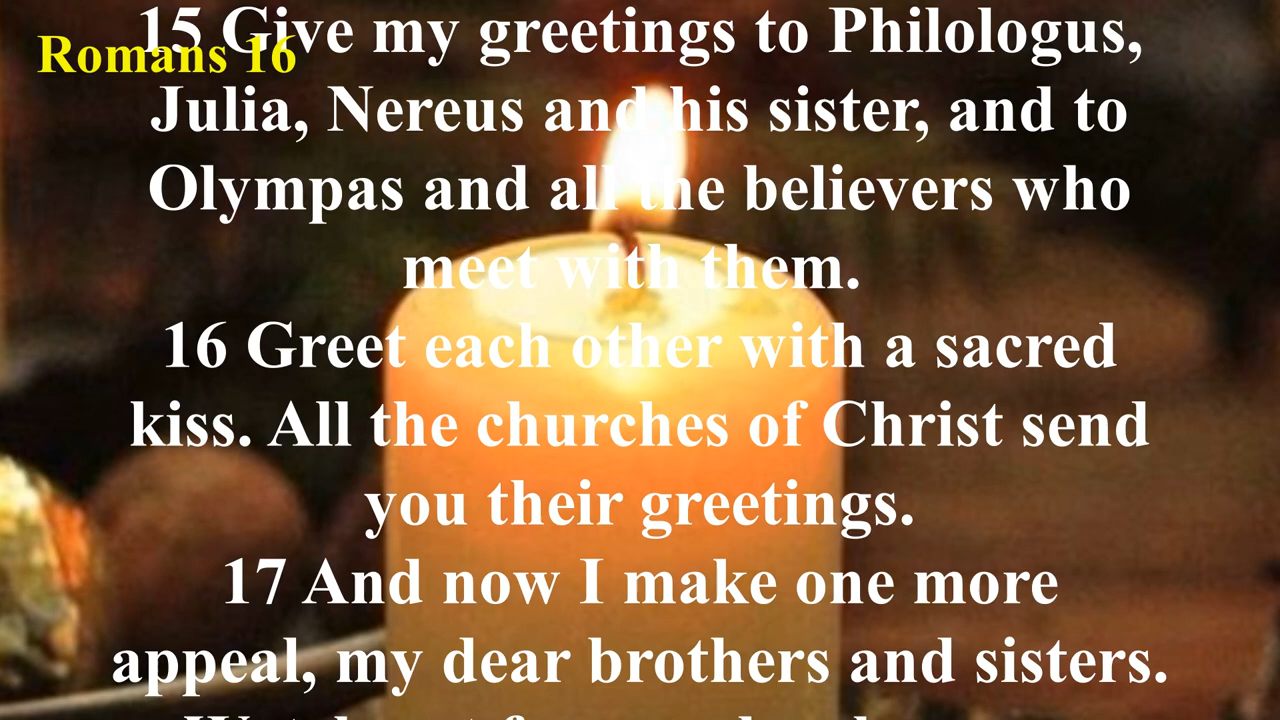 15 Give my greetings to Philologus,
Romans 16
Julia, Nereus and his sister, and to
Olympas and all the believers who
meet with them.
16 Greet each other with a sacred
kiss. All the churches of Christ send
you their greetings.
17 And now I make one more
appeal, my dear brothers and sisters.